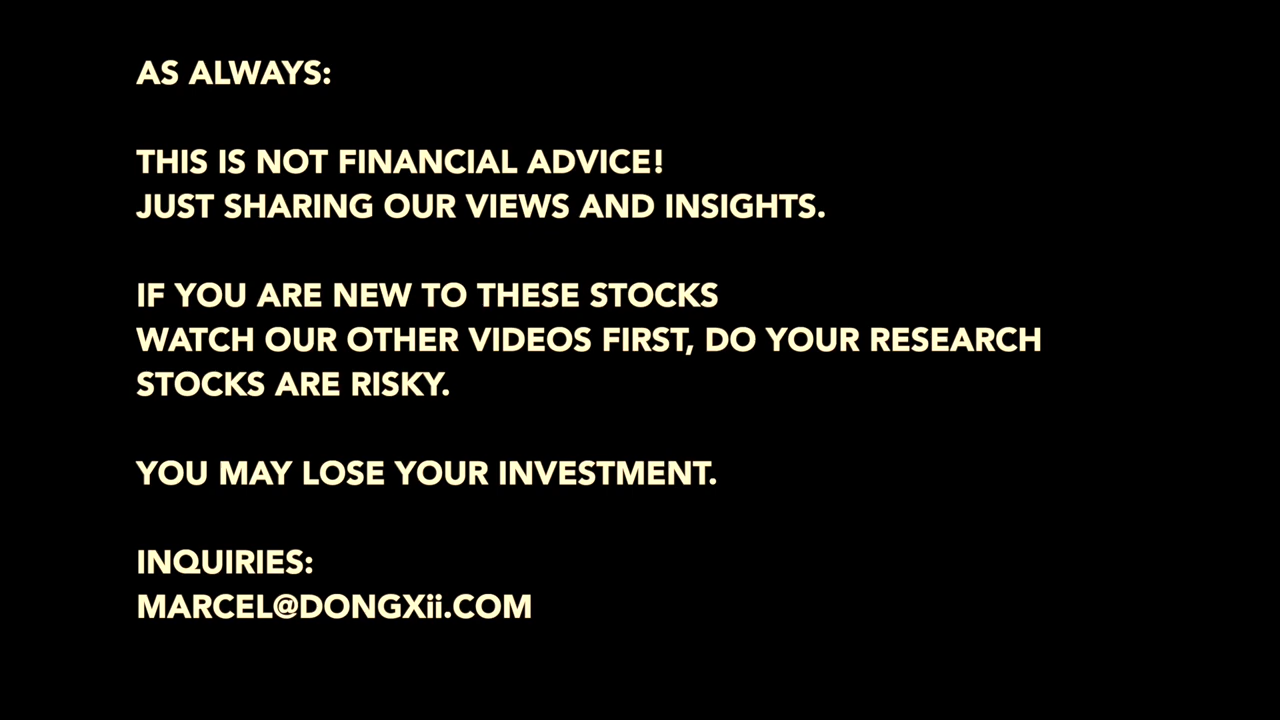 AS ALWAYS:
THIS IS NOT FINANCIAL ADVICE!
JUST SHARING OUR VIEWS AND INSIGHTS.
IF YOU ARE NEW TO THESE STOCKS
WATCH OUR OTHER VIDEOS FIRST, DO YOUR RESEARCH
STOCKS ARE RISKY.
YOU MAY LOSE YOUR INVESTMENT.
INQUIRIES:
MARCEL@DONGXii.COM